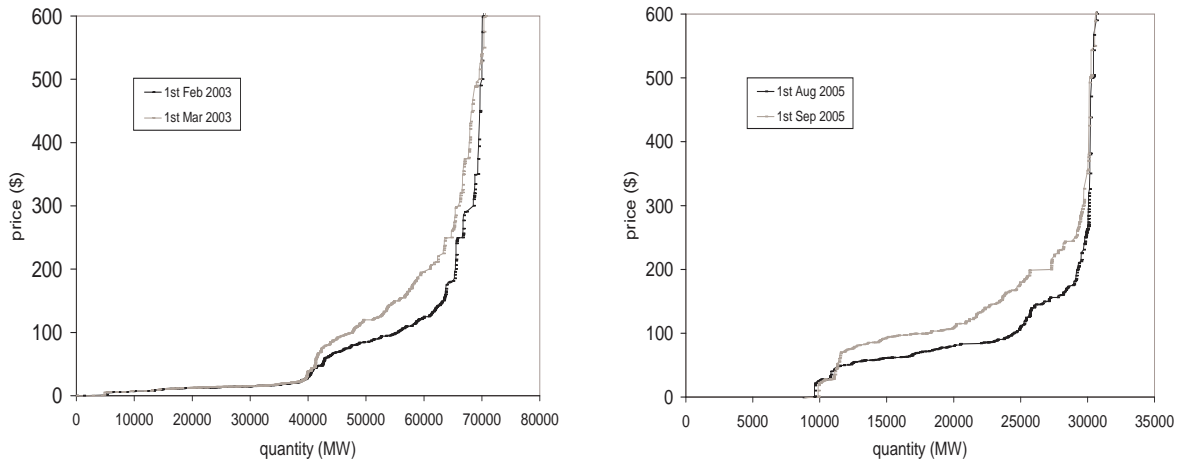 600
500
400
300
200
100
0
price ($)
1st Feb 2003
1st Mar 2003
0 10000 20000 30000 40000 50000 60000 70000 80000
quantity (MW)
600
500
400
300
200
100
0
price ($)
1st Aug 2005
1st Sep 2005
0 5000 10000 15000 20000 25000 30000 35000
quantity (MW)